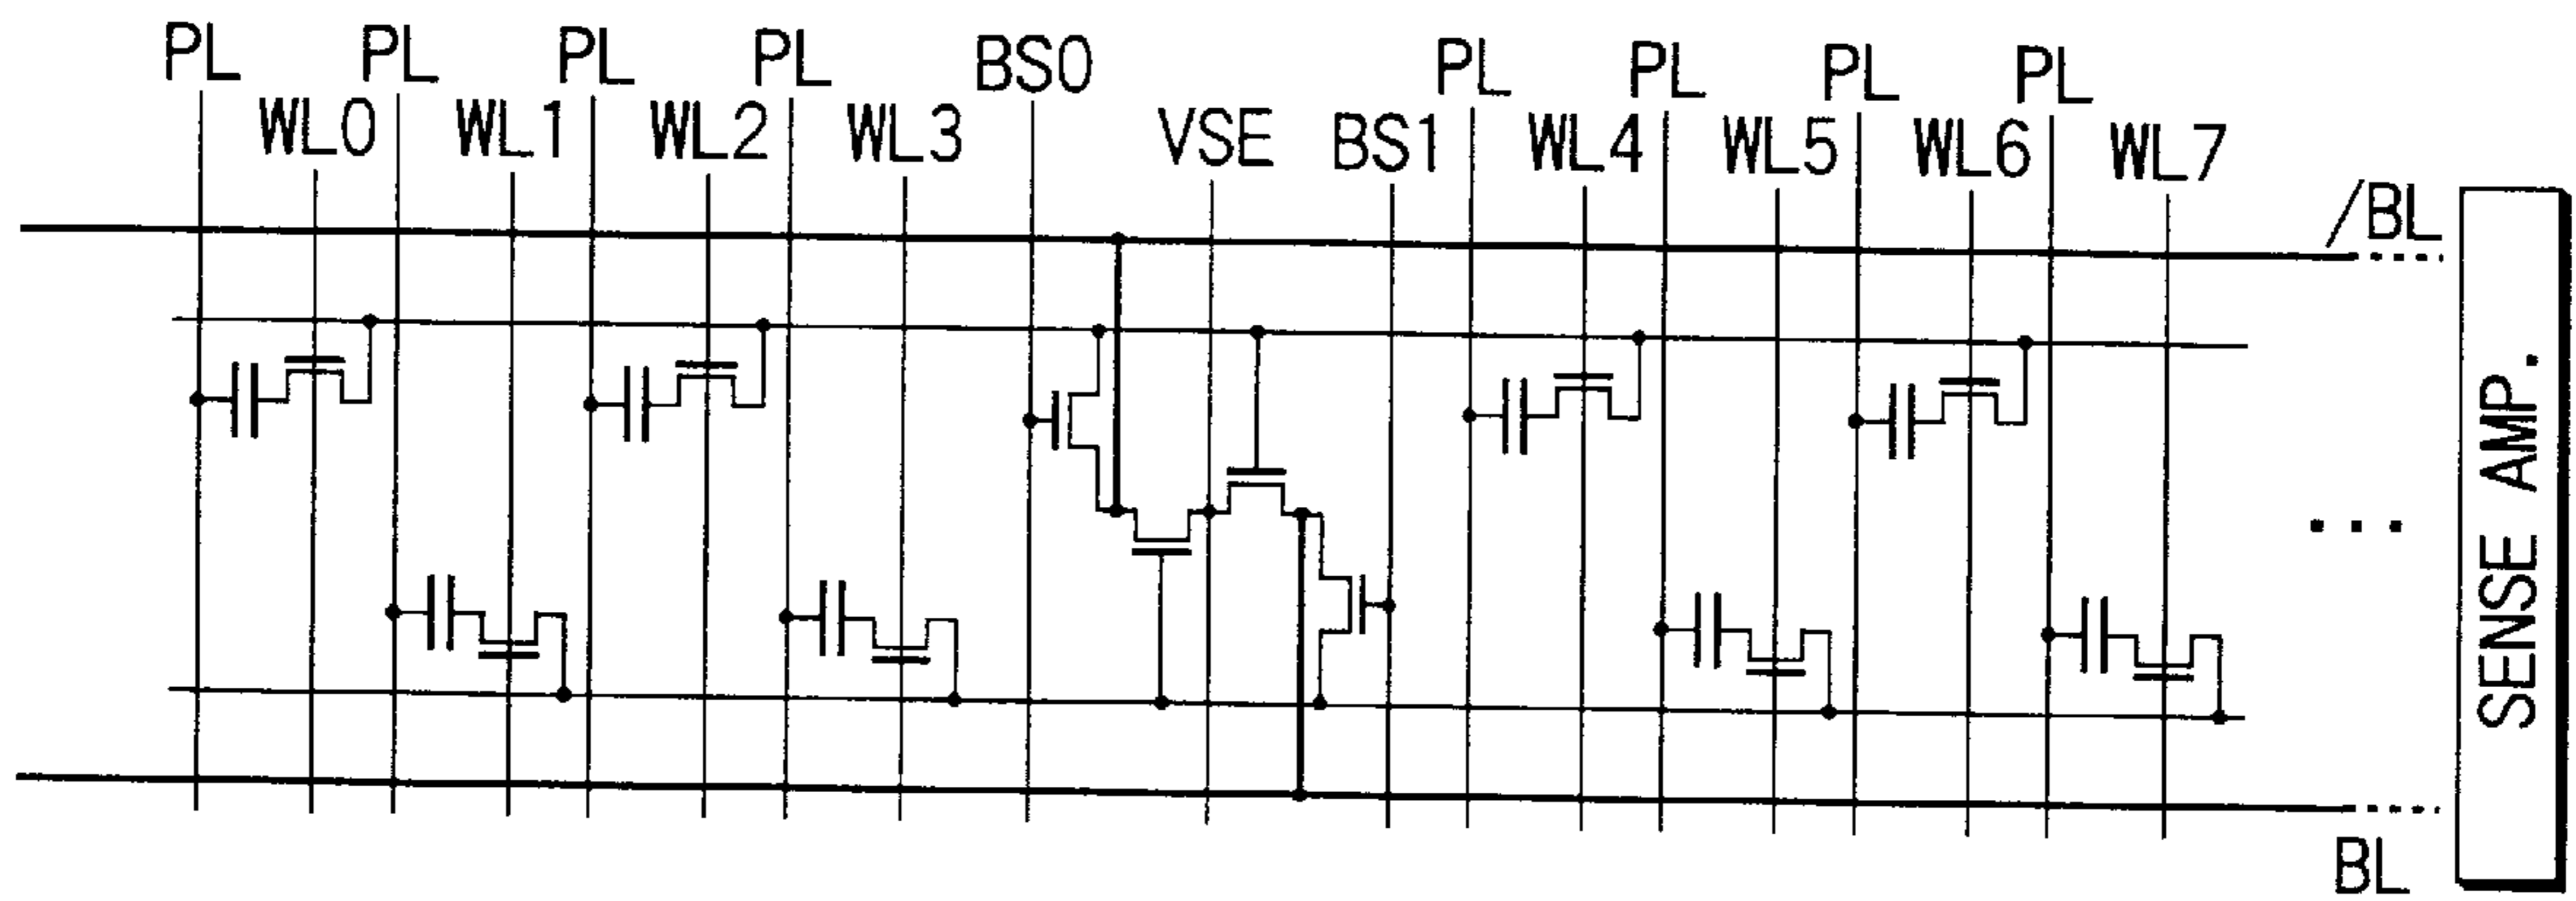 PL PL PL PL BS0 PL PL PL PL
WL0 WL1 WL2 WL3 VSE BS1 WL4 WL5 WL6 WL7
/BL
SENSE AMP.
BL